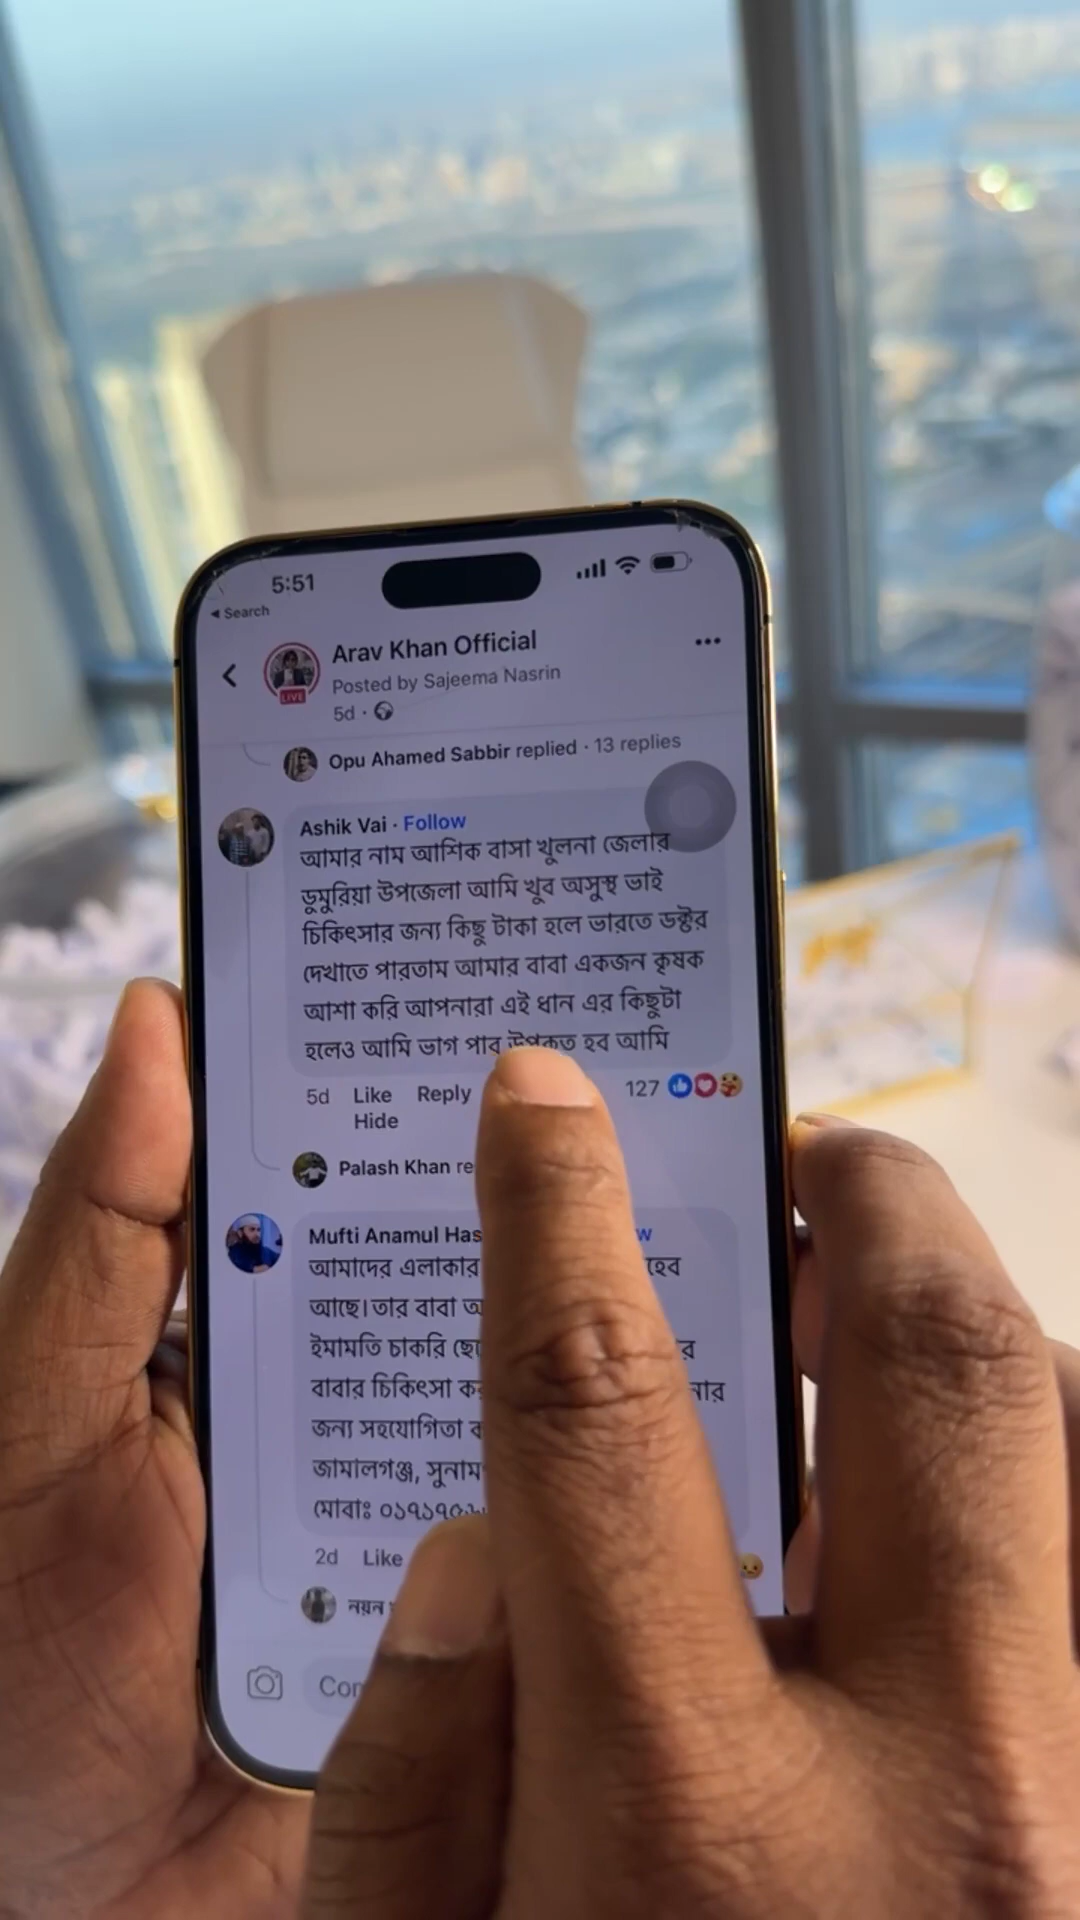 5:51
Search
Arav Khan Official
LIVE
Posted by Sajeema Nasrin
5d ·
Opu Ahamed Sabbir replied · 13 replies
Ashik Vai · Follow
আমার নাম আশিক বাসা খুলনা জেলার
ডুমুরিয়া উপজেলা আমি খুব অসুস্থ ভাই
চিকিৎসার জন্য কিছু টাকা হলে ভারতে ডক্টর
দেখাতে পারতাম আমার বাবা একজন কৃষক
আশা করি আপনারা এই ধান এর কিছুটা
হলেও আমি ভাগ পাব উপকৃত হব আমি
5d Like Reply 127
Hide
Palash Khan
Mufti Anamul
আমাদের এলাকার
আছে। তার বাবা
ইমামতি চাকরি
বাবার চিকিৎসা
জন্য সহযোগিতা
জামালগঞ্জ,
মোবাঃ
2d Like
নয়ন